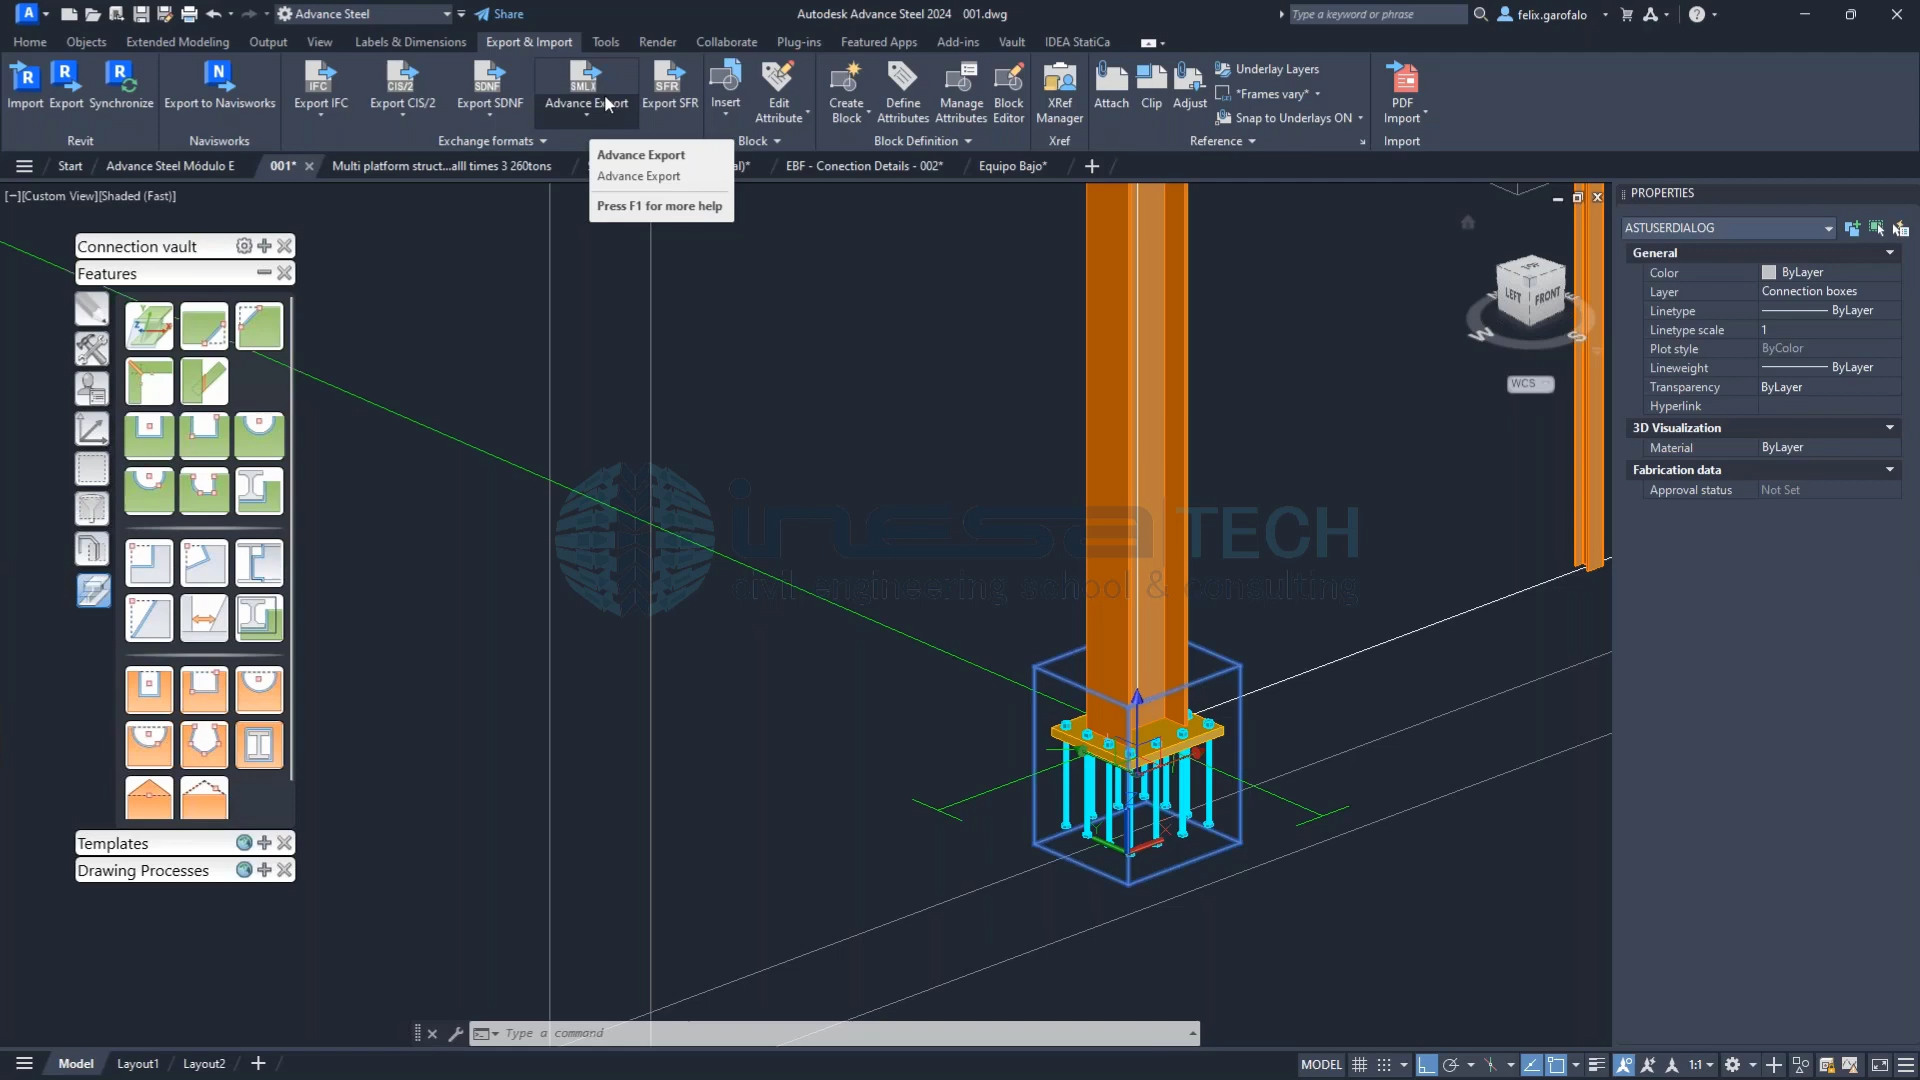 Advance Steel
Share
Autodesk Advance Steel 2024 001.dwg
Type a keyword or phrase
felix.garofalo
Home Objects Extended Modeling Output View Labels & Dimensions Export & Import Tools Render Collaborate Plug-ins Featured Apps Add-ins Vault IDEA StatiCa
Import Export Synchronize
Revit
Export to Navisworks
Navisworks
IFC CIS/2 SDNF SMLX SFR
Export IFC Export CIS/2 Export SDNF Advance Export Export SFR
Exchange formats
Insert
Edit
Attribute
Block
Create
Block
Define
Attributes
Manage
Attributes
Block
Editor
Block Definition
XRef
Manager
Xref
Attach Clip Adjust
Underlay Layers
*Frames vary*
Snap to Underlays ON
Reference
PDF
Import
Import
Start Advance Steel Módulo E 001* Multi platform struct...alll times 3 260tons al)* EBF - Conection Details - 002* Equipo Bajo*
Advance Export
Advance Export
Press F1 for more help
[−][Custom View][Shaded (Fast)]
Connection vault
Features
Templates
Drawing Processes
TOP
LEFT FRONT
W S
WCS
inesa TECH
civil engineering school & consulting
PROPERTIES
ASTUSERDIALOG
General
Color ByLayer
Layer Connection boxes
Linetype ByLayer
Linetype scale 1
Plot style ByColor
Lineweight ByLayer
Transparency ByLayer
Hyperlink
3D Visualization
Material ByLayer
Fabrication data
Approval status Not Set
Type a command
Model Layout1 Layout2
MODEL
1:1